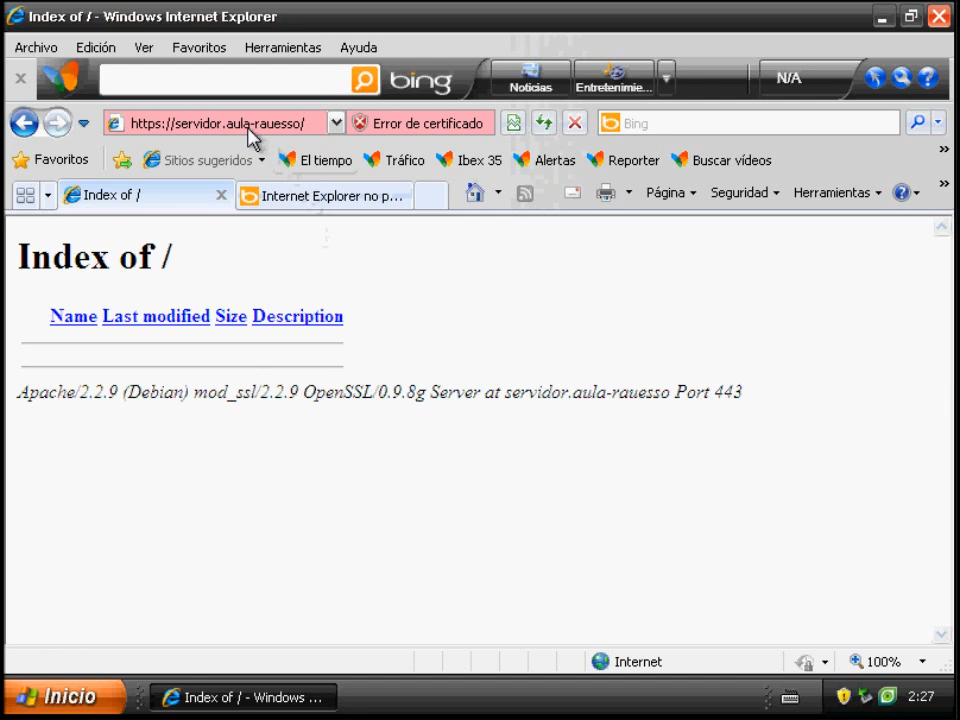 Index of / - Windows Internet Explorer
Archivo Edición Ver Favoritos Herramientas Ayuda
bing Noticias Entretenimie... N/A
https://servidor.aula-rauesso/ Error de certificado Bing
Favoritos Sitios sugeridos El tiempo Tráfico Ibex 35 Alertas Reporter Buscar vídeos
Index of / Internet Explorer no p... Página Seguridad Herramientas
Index of /
Name Last modified Size Description
Apache/2.2.9 (Debian) mod_ssl/2.2.9 OpenSSL/0.9.8g Server at servidor.aula-rauesso Port 443
Internet 100%
Inicio Index of / - Windows ... 2:27